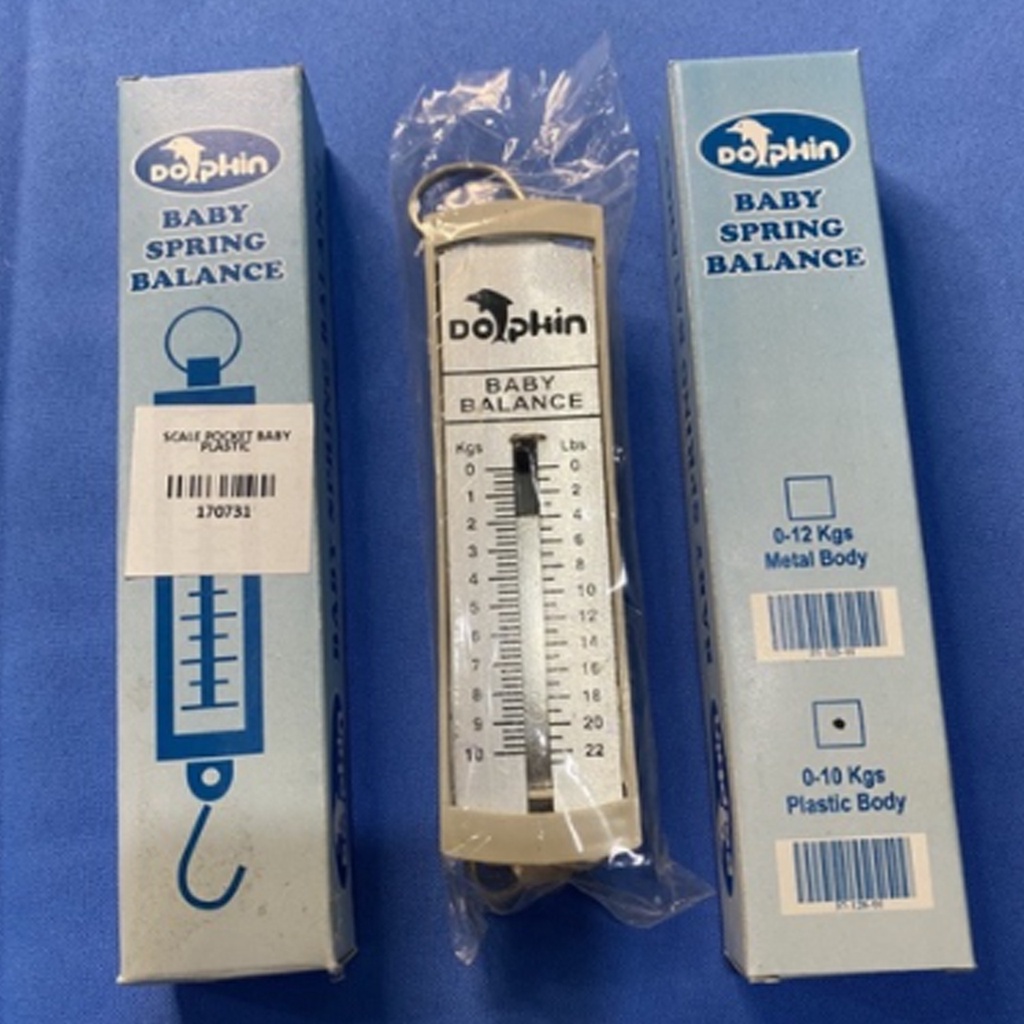 DOLPHIN
BABY
SPRING
BALANCE
SCALE POCKET BABY
PLASTIC
170731
DOLPHIN
BABY
BALANCE
Kgs Lbs
0 0
1 2
2 4
3 6
4 8
5 10
6 12
7 14
8 16
9 18
10 20
22
DOLPHIN
BABY
SPRING
BALANCE
0-12 Kgs
Metal Body
0-10 Kgs
Plastic Body